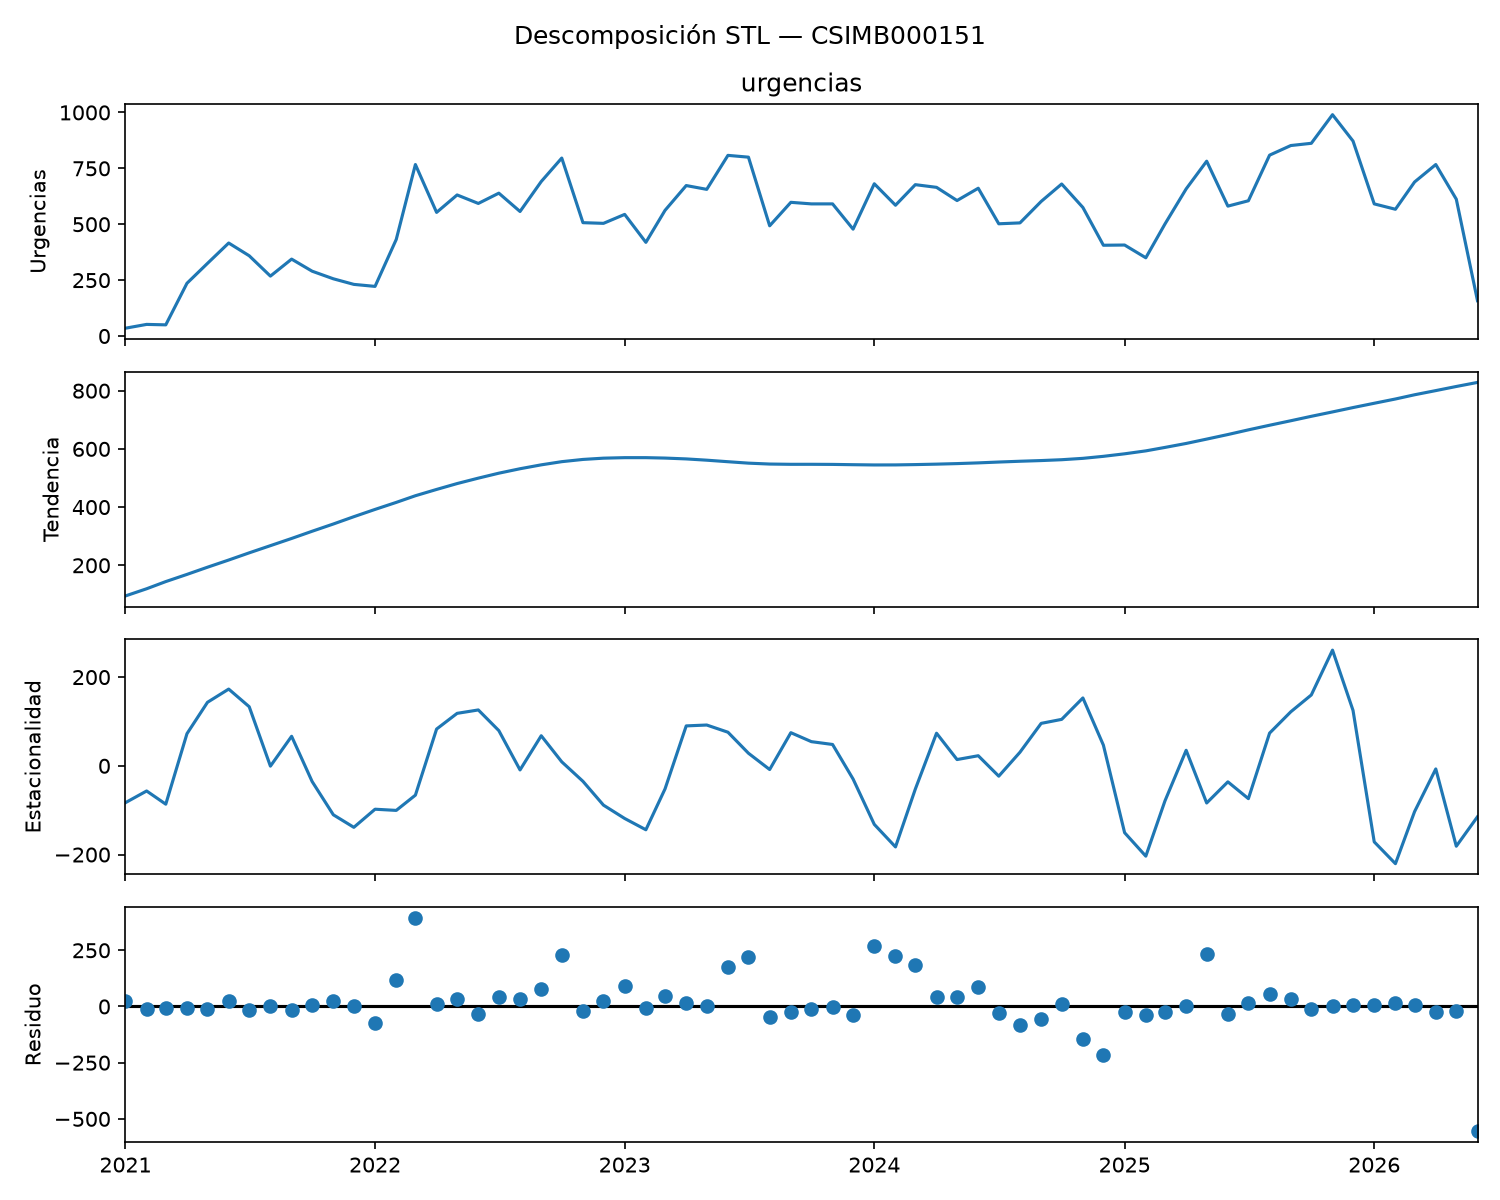 Descomposición STL — CSIMB000151
urgencias
Urgencias
1000
750
500
250
0
Tendencia
800
600
400
200
Estacionalidad
200
0
−200
Residuo
250
0
−250
−500
2021 2022 2023 2024 2025 2026